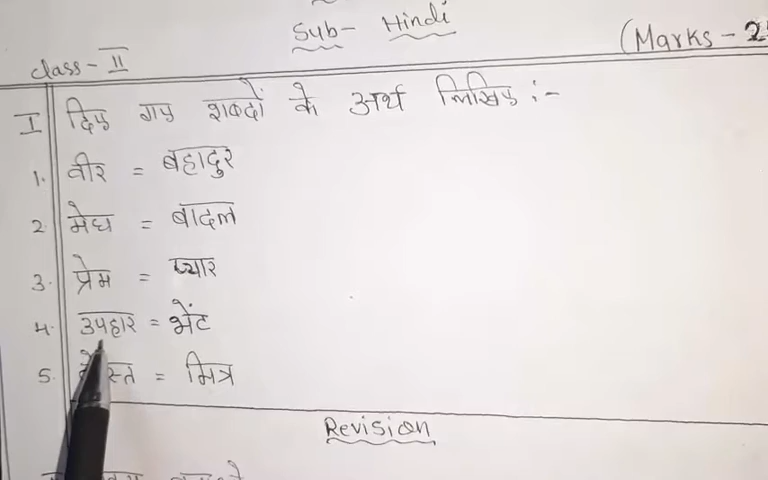 Sub- Hindi
class- II
(Marks - 2
I दिए गए शब्दों के अर्थ लिखिए :-
1. वीर = बहादुर
2. मेघ = बादल
3. प्रेम = प्यार
4. उपहार = भेंट
5. स्त = मित्र
Revision